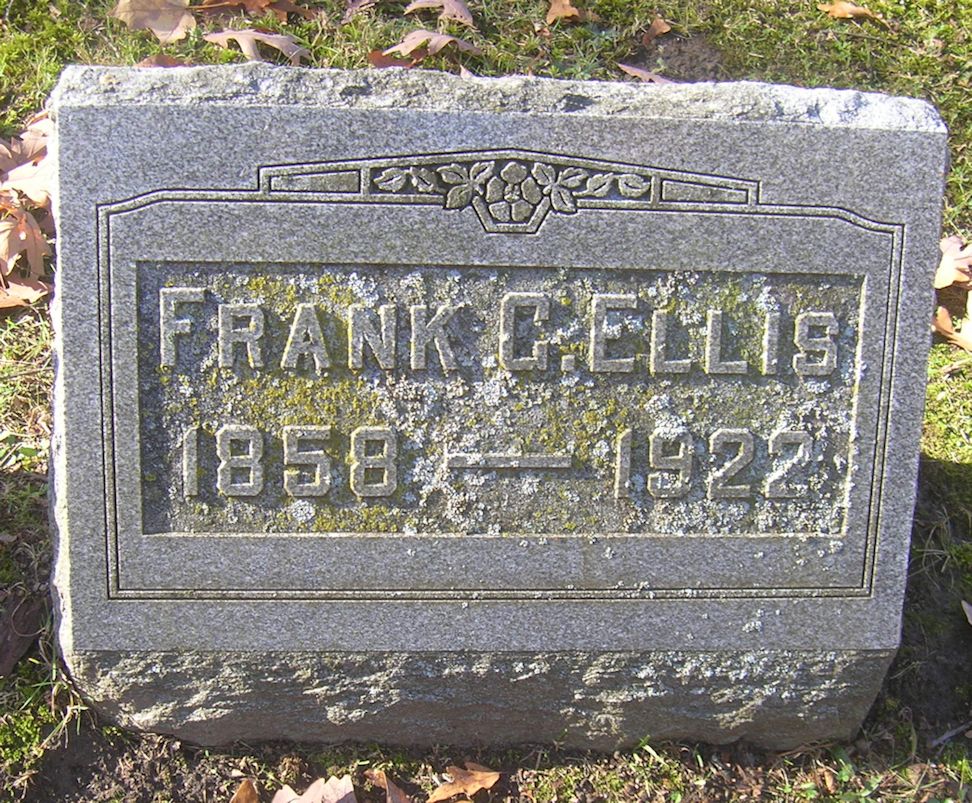 FRANK G. ELLIS
1858 — 1922